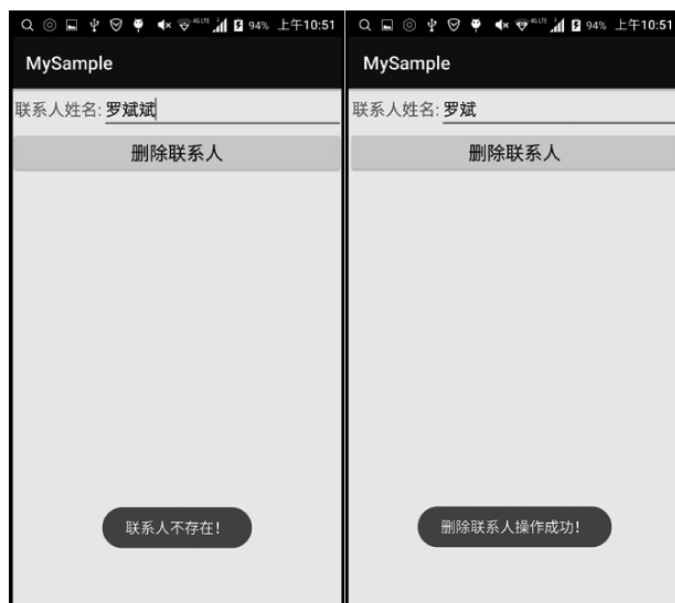 94% 上午10:51
MySample
联系人姓名: 罗斌斌
删除联系人
联系人不存在!
94% 上午10:51
MySample
联系人姓名: 罗斌
删除联系人
删除联系人操作成功!